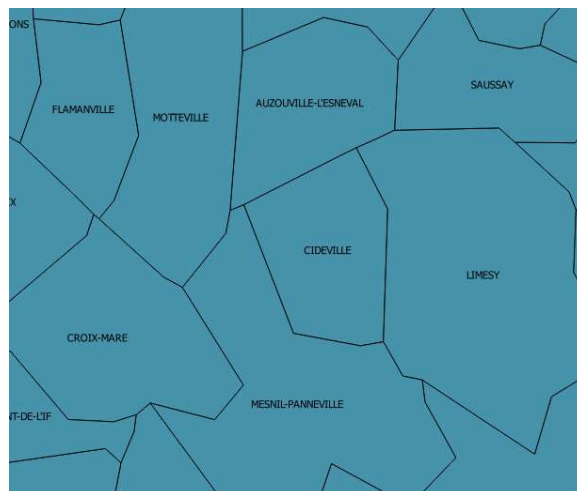 ONS
SAUSSAY
FLAMANVILLE
AUZOUVILLE-L'ESNEVAL
MOTTEVILLE
X
CIDEVILLE
LIMESY
CROIX-MARE
MESNIL-PANNEVILLE
NT-DE-L'IF